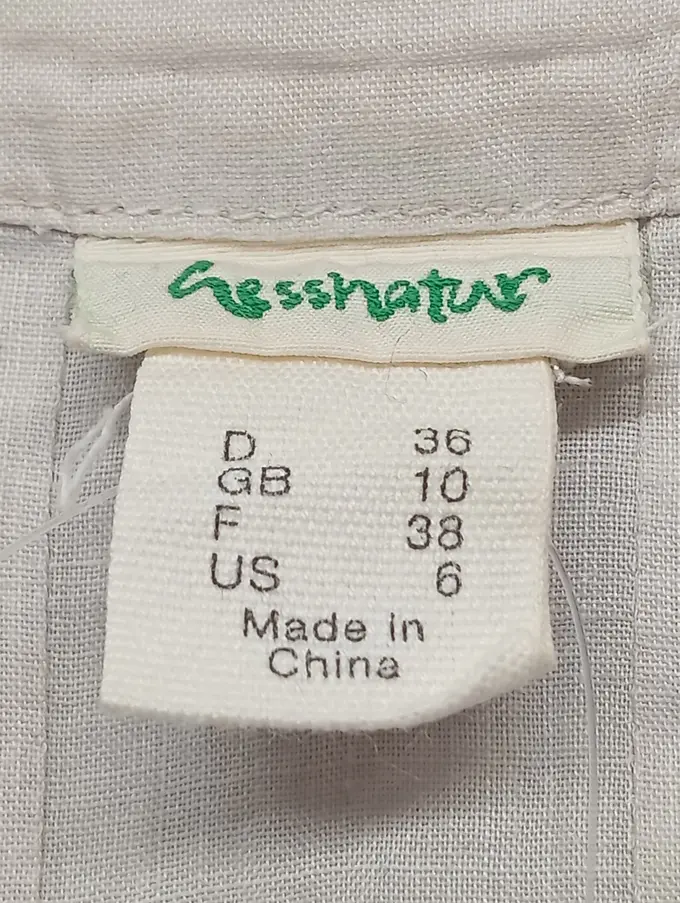 hessnatur
D 36
GB 10
F 38
US 6
Made in
China